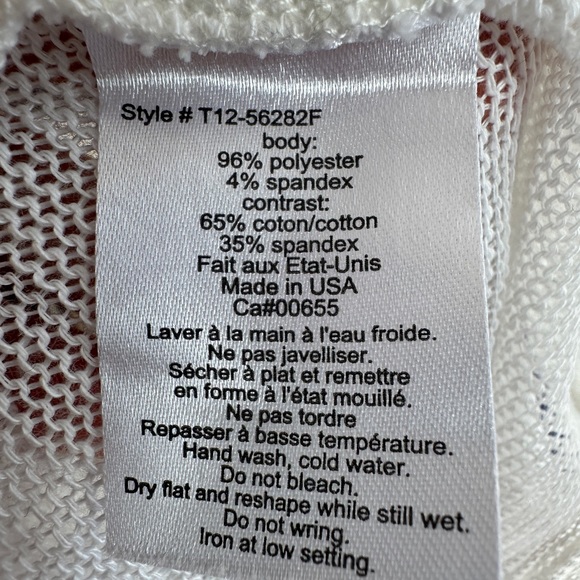 Style # T12-56282F
body:
96% polyester
4% spandex
contrast:
65% coton/cotton
35% spandex
Fait aux Etat-Unis
Made in USA
Ca#00655
Laver à la main à l'eau froide.
Ne pas javelliser.
Sécher à plat et remettre
en forme à l'état mouillé.
Ne pas tordre
Repasser à basse température.
Hand wash, cold water.
Do not bleach.
Dry flat and reshape while still wet.
Do not wring.
Iron at low setting.